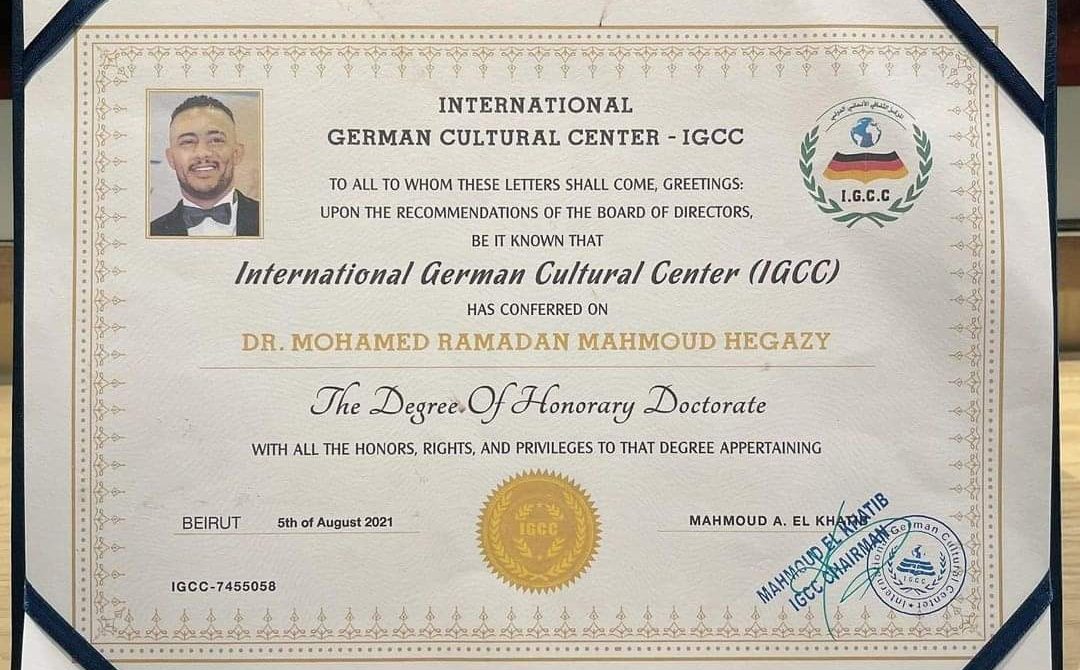 INTERNATIONAL
GERMAN CULTURAL CENTER - IGCC
I.G.C.C
TO ALL TO WHOM THESE LETTERS SHALL COME, GREETINGS:
UPON THE RECOMMENDATIONS OF THE BOARD OF DIRECTORS,
BE IT KNOWN THAT
International German Cultural Center (IGCC)
HAS CONFERRED ON
DR. MOHAMED RAMADAN MAHMOUD HEGAZY
The Degree Of Honorary Doctorate
WITH ALL THE HONORS, RIGHTS, AND PRIVILEGES TO THAT DEGREE APPERTAINING
BEIRUT 5th of August 2021
IGCC
MAHMOUD A. EL KHATIB
MAHMOUD EL KHATIB
IGCC CHAIRMAN
International German Cultural Center
IGCC
IGCC-7455058